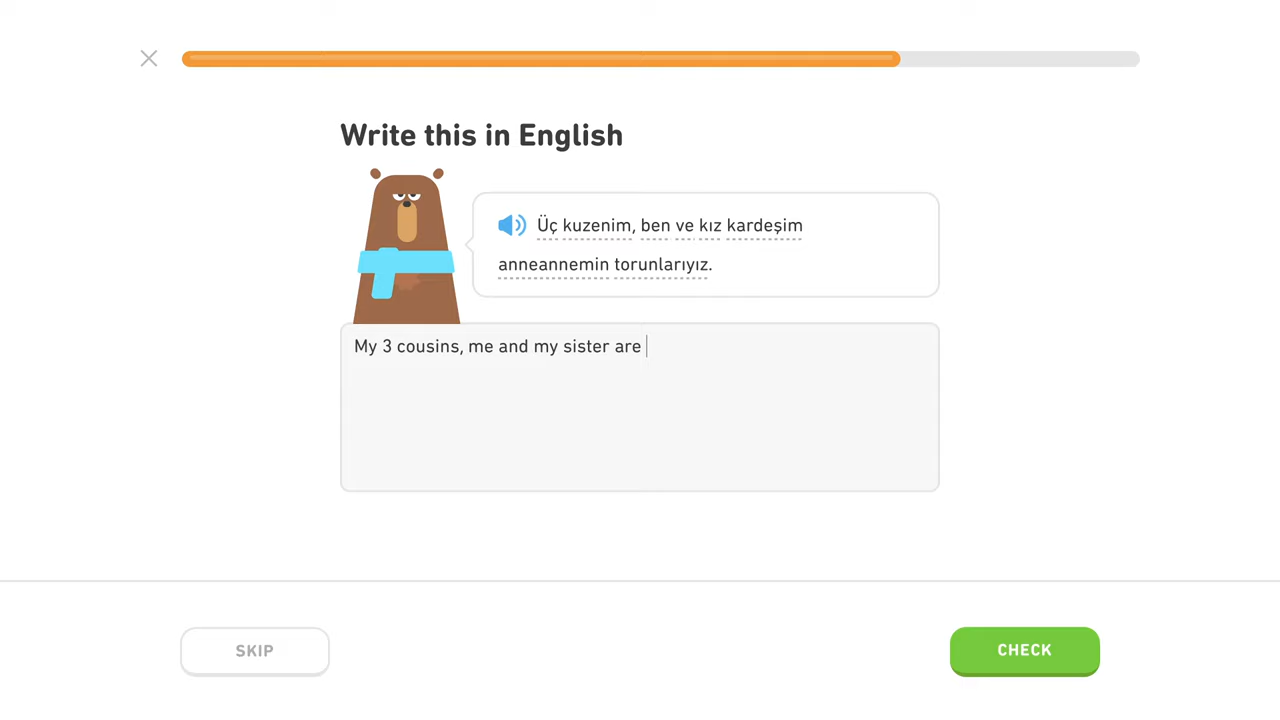 Write this in English
Üç kuzenim, ben ve kız kardeşim
anneannemin torunlarıyız.
My 3 cousins, me and my sister are
SKIP
CHECK